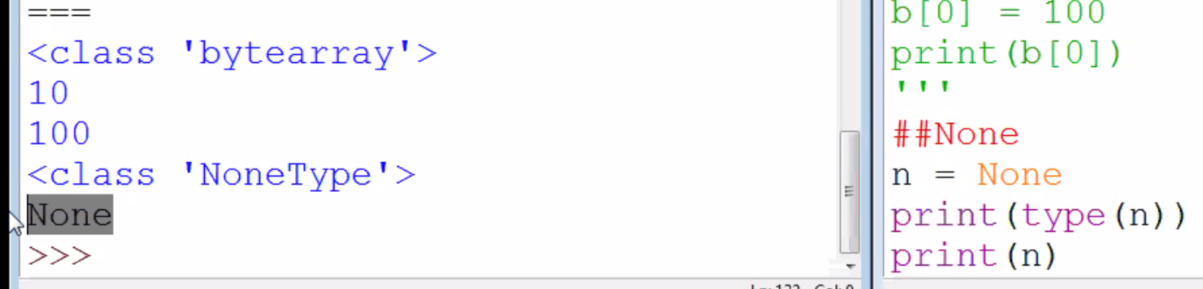 ===
<class 'bytearray'>
10
100
<class 'NoneType'>
None
>>>
b[0] = 100
print(b[0])
'''
##None
n = None
print(type(n))
print(n)